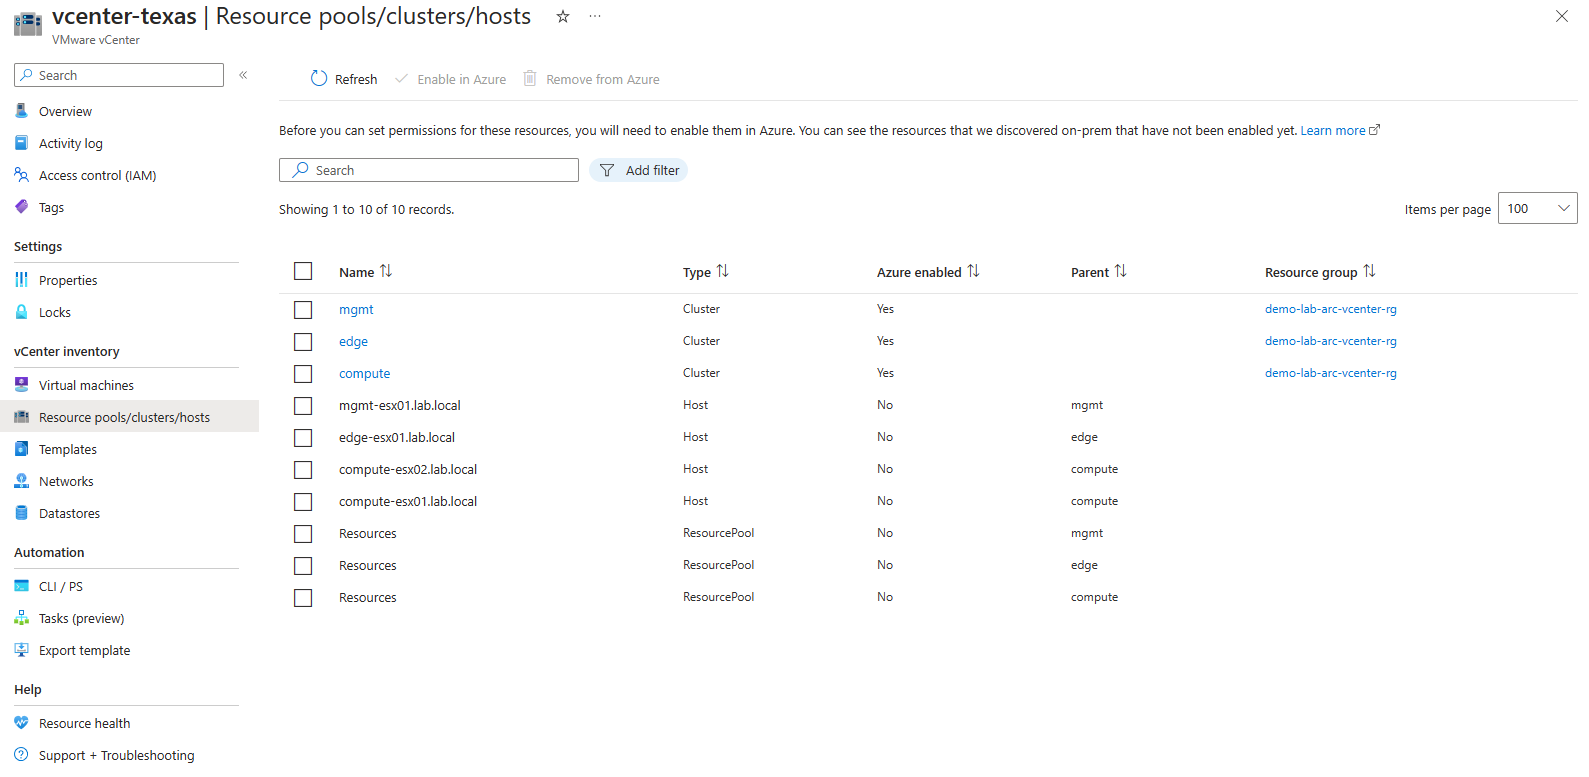 vcenter-texas | Resource pools/clusters/hosts
VMware vCenter
Search
Overview
Activity log
Access control (IAM)
Tags
Settings
Properties
Locks
vCenter inventory
Virtual machines
Resource pools/clusters/hosts
Templates
Networks
Datastores
Automation
CLI / PS
Tasks (preview)
Export template
Help
Resource health
Support + Troubleshooting
Refresh Enable in Azure Remove from Azure
Before you can set permissions for these resources, you will need to enable them in Azure. You can see the resources that we discovered on-prem that have not been enabled yet. Learn more
Search Add filter
Showing 1 to 10 of 10 records. Items per page 100
Name Type Azure enabled Parent Resource group
mgmt Cluster Yes demo-lab-arc-vcenter-rg
edge Cluster Yes demo-lab-arc-vcenter-rg
compute Cluster Yes demo-lab-arc-vcenter-rg
mgmt-esx01.lab.local Host No mgmt
edge-esx01.lab.local Host No edge
compute-esx02.lab.local Host No compute
compute-esx01.lab.local Host No compute
Resources ResourcePool No mgmt
Resources ResourcePool No edge
Resources ResourcePool No compute